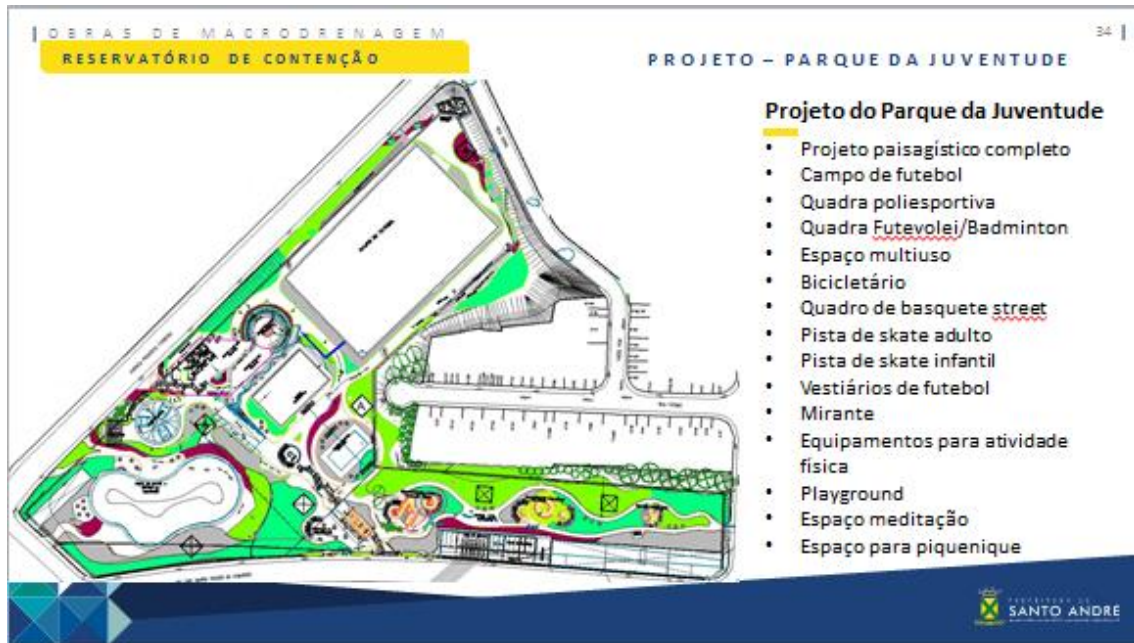 OBRAS DE MACRODRENAGEM
34
RESERVATÓRIO DE CONTENÇÃO
PROJETO – PARQUE DA JUVENTUDE
Projeto do Parque da Juventude
• Projeto paisagístico completo
• Campo de futebol
• Quadra poliesportiva
• Quadra Futevolei/Badminton
• Espaço multiuso
• Bicicletário
• Quadro de basquete street
• Pista de skate adulto
• Pista de skate infantil
• Vestiários de futebol
• Mirante
• Equipamentos para atividade
física
• Playground
• Espaço meditação
• Espaço para piquenique
A
PREFEITURA DE
SANTO ANDRÉ